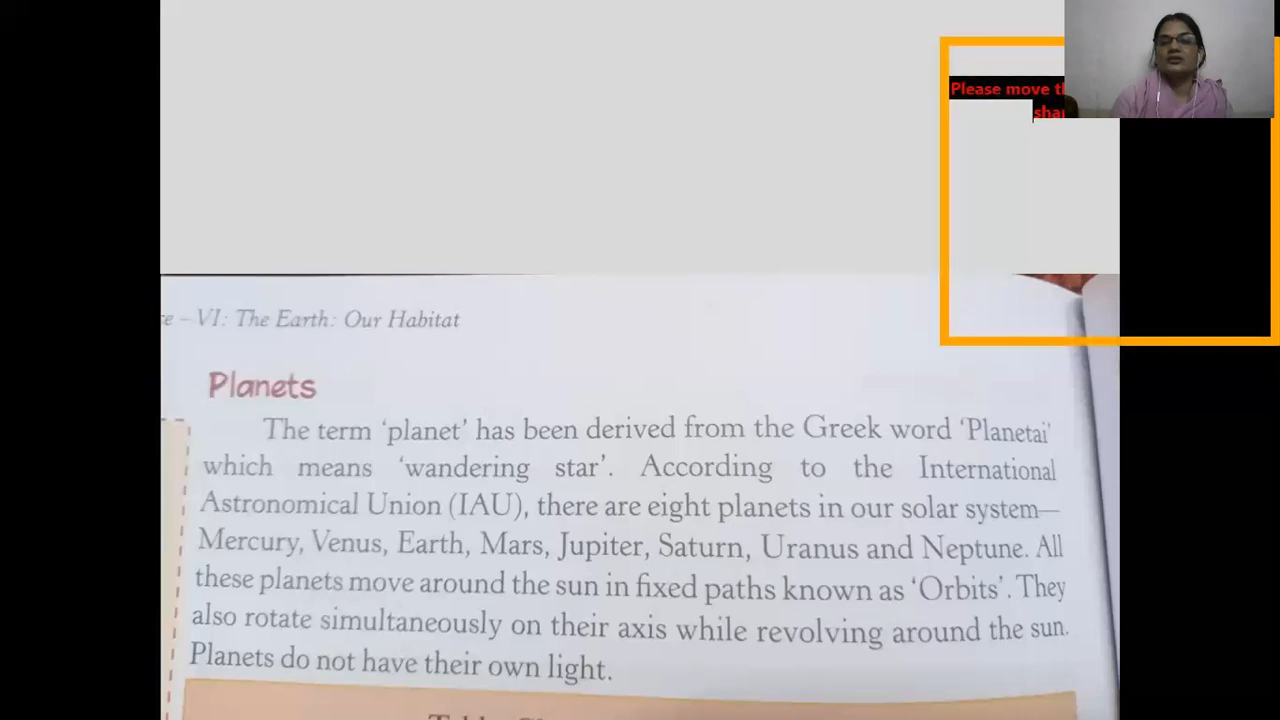 Please move th
shar
– VI: The Earth: Our Habitat
Planets
The term ‘planet’ has been derived from the Greek word ‘Planetai’
which means ‘wandering star’. According to the International
Astronomical Union (IAU), there are eight planets in our solar system—
Mercury, Venus, Earth, Mars, Jupiter, Saturn, Uranus and Neptune. All
these planets move around the sun in fixed paths known as ‘Orbits’. They
also rotate simultaneously on their axis while revolving around the sun.
Planets do not have their own light.